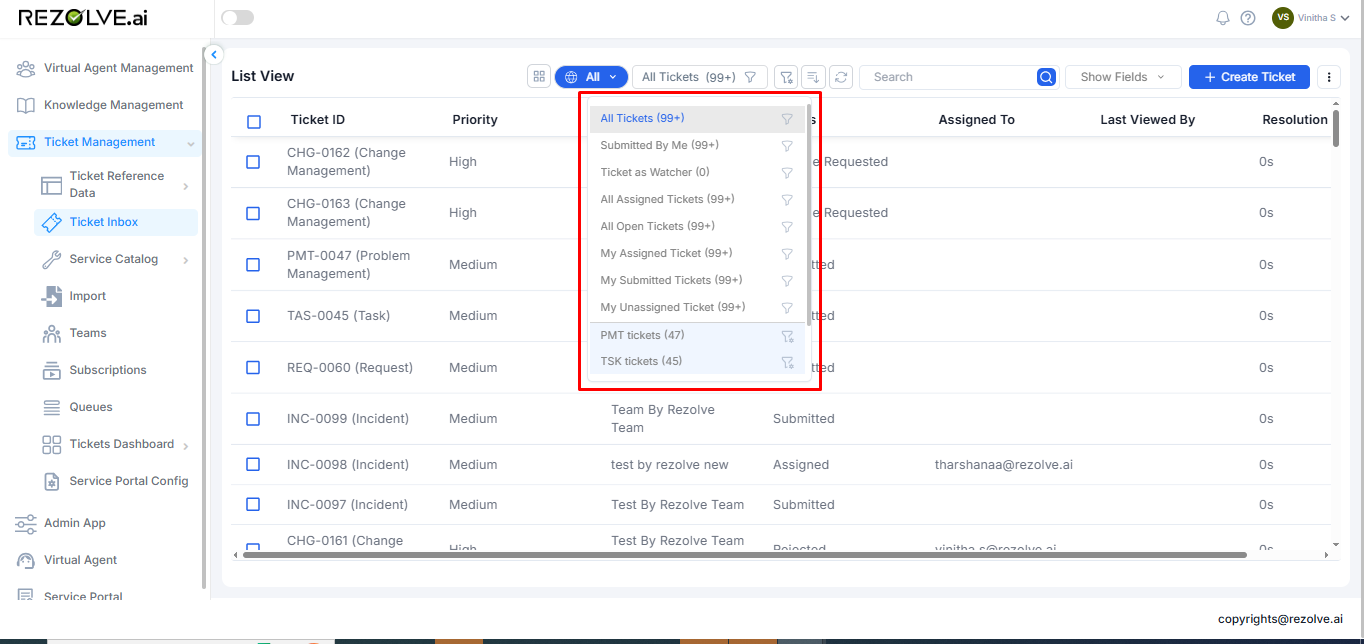 REZOLVE.ai
VS
Vinitha S
Virtual Agent Management
Knowledge Management
Ticket Management
Ticket Reference
Data
Ticket Inbox
Service Catalog
Import
Teams
Subscriptions
Queues
Tickets Dashboard
Service Portal Config
Admin App
Virtual Agent
Service Portal
List View
All
All Tickets (99+)
Search
Show Fields
+ Create Ticket
Ticket ID
Priority
s
Assigned To
Last Viewed By
Resolution
All Tickets (99+)
Submitted By Me (99+)
Ticket as Watcher (0)
All Assigned Tickets (99+)
All Open Tickets (99+)
My Assigned Ticket (99+)
My Submitted Tickets (99+)
My Unassigned Ticket (99+)
PMT tickets (47)
TSK tickets (45)
CHG-0162 (Change
Management)
High
e Requested
0s
CHG-0163 (Change
Management)
High
e Requested
0s
PMT-0047 (Problem
Management)
Medium
tted
0s
TAS-0045 (Task)
Medium
tted
0s
REQ-0060 (Request)
Medium
tted
0s
INC-0099 (Incident)
Medium
Team By Rezolve
Team
Submitted
0s
INC-0098 (Incident)
Medium
test by rezolve new
Assigned
tharshanaa@rezolve.ai
0s
INC-0097 (Incident)
Medium
Test By Rezolve Team
Submitted
0s
CHG-0161 (Change
High
Test By Rezolve Team
Rejected
vinitha.s@rezolve.ai
0s
copyrights@rezolve.ai